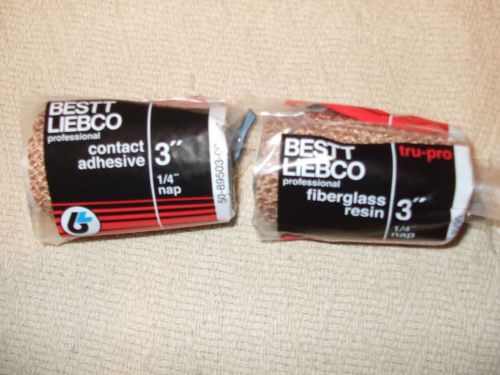 BESTT
LIEBCO
professional
contact
adhesive
3"
1/4"
nap
BESTT
LIEBCO
professional
tru-pro
fiberglass
resin
3"
1/4"
nap